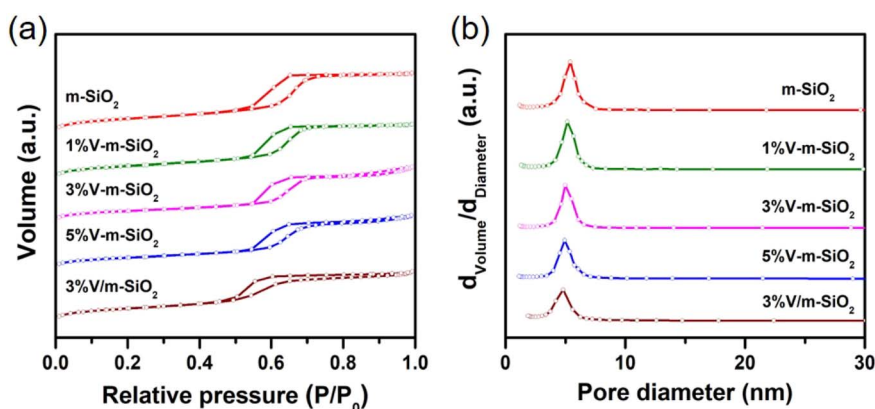 (a)
Volume (a.u.)
m-SiO₂
1%V-m-SiO₂
3%V-m-SiO₂
5%V-m-SiO₂
3%V/m-SiO₂
0.0 0.2 0.4 0.6 0.8 1.0
Relative pressure (P/P₀)
(b)
d_Volume/d_Diameter (a.u.)
m-SiO₂
1%V-m-SiO₂
3%V-m-SiO₂
5%V-m-SiO₂
3%V/m-SiO₂
0 10 20 30
Pore diameter (nm)